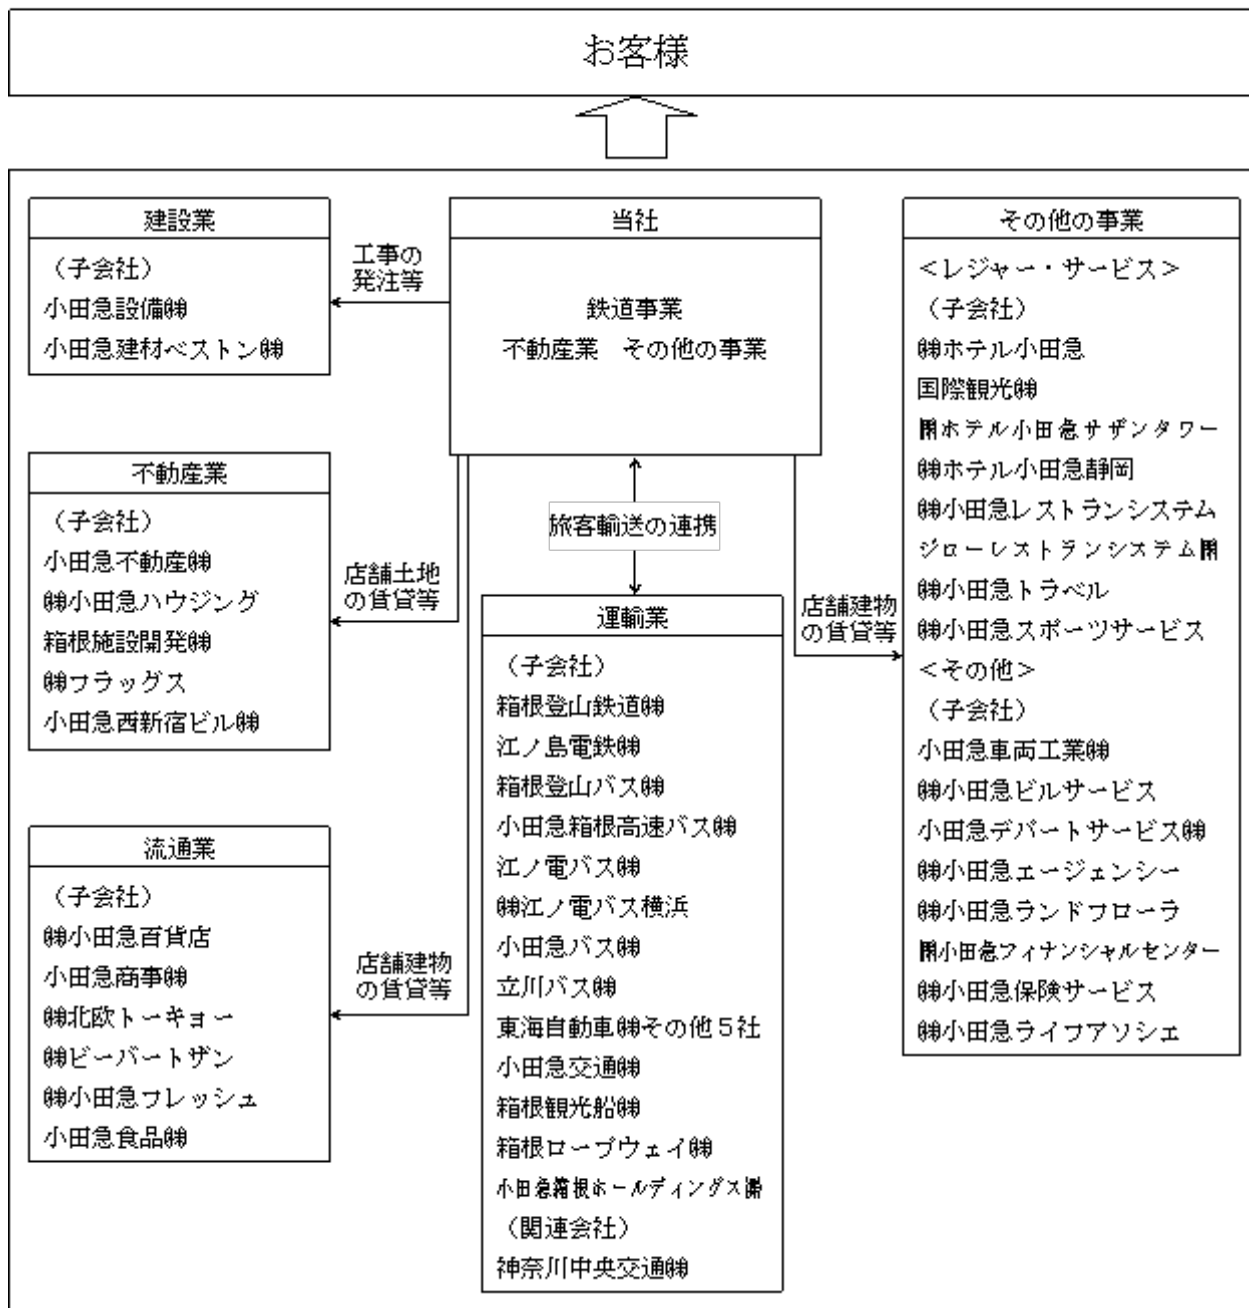 お客様
建設業
(子会社)
小田急設備㈱
小田急建材ベストン㈱
工事の
発注等
当社
鉄道事業
不動産業 その他の事業
その他の事業
<レジャー・サービス>
(子会社)
㈱ホテル小田急
国際観光㈱
㈱ホテル小田急サザンタワー
㈱ホテル小田急静岡
㈱小田急レストランシステム
ジローレストランシステム㈱
㈱小田急トラベル
㈱小田急スポーツサービス
<その他>
(子会社)
小田急車両工業㈱
㈱小田急ビルサービス
小田急デパートサービス㈱
㈱小田急エージェンシー
㈱小田急ランドフローラ
㈱小田急フィナンシャルセンター
㈱小田急保険サービス
㈱小田急ライフアソシエ
不動産業
(子会社)
小田急不動産㈱
㈱小田急ハウジング
箱根施設開発㈱
㈱フラッグス
小田急西新宿ビル㈱
店舗土地
の賃貸等
旅客輸送の連携
店舗建物
の賃貸等
運輸業
(子会社)
箱根登山鉄道㈱
江ノ島電鉄㈱
箱根登山バス㈱
小田急箱根高速バス㈱
江ノ電バス㈱
㈱江ノ電バス横浜
小田急バス㈱
立川バス㈱
東海自動車㈱その他5社
小田急交通㈱
箱根観光船㈱
箱根ロープウェイ㈱
小田急箱根ホールディングス㈱
(関連会社)
神奈川中央交通㈱
流通業
(子会社)
㈱小田急百貨店
小田急商事㈱
㈱北欧トーキョー
㈱ビーバートザン
㈱小田急フレッシュ
小田急食品㈱
店舗建物
の賃貸等